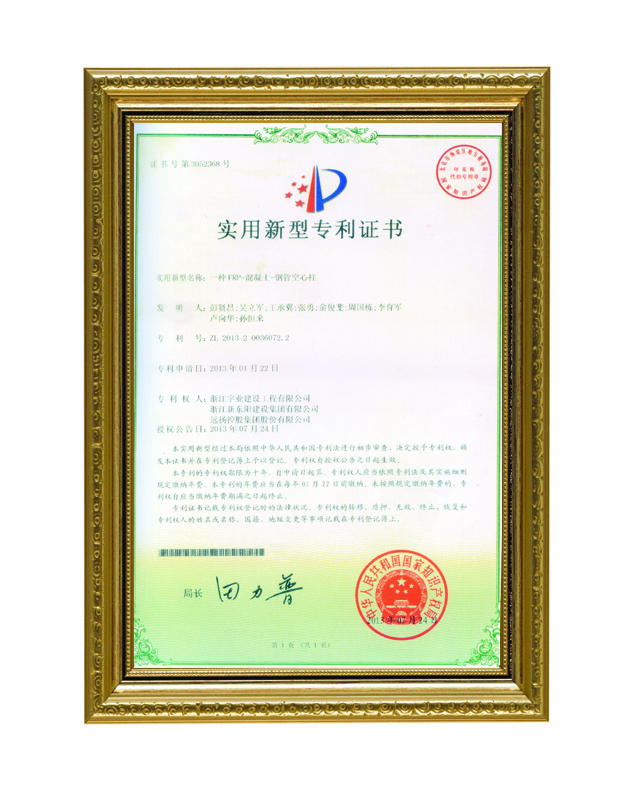 证书号第3052368号
实用新型专利证书
实用新型名称：一种FRP-混凝土-钢管空心柱
发 明 人：彭贤昌;吴立军;王承冀;张勇;俞俊斐;周国栋;李育军
卢向华;孙恒来
专 利 号：ZL 2013 2 0036072.2
专利申请日：2013年01月22日
专 利 权 人：浙江宇业建设工程有限公司
浙江新东阳建设集团有限公司
远扬控股集团股份有限公司
授权公告日：2013年07月24日
本实用新型经过本局依照中华人民共和国专利法进行初步审查，决定授予专利权，颁
发本证书并在专利登记簿上予以登记。专利权自授权公告之日起生效。
本专利的专利权期限为十年，自申请日起算。专利权人应当依照专利法及其实施细则
规定缴纳年费。本专利的年费应当在每年01月22日前缴纳。未按照规定缴纳年费的，专
利权自应当缴纳年费期满之日起终止。
专利证书记载专利权登记时的法律状况。专利权的转移、质押、无效、终止、恢复和
专利权人的姓名或名称、国籍、地址变更等事项记载在专利登记簿上。
局长 田力普
中华人民共和国国家知识产权局
2013年07月24日
第1页（共1页）